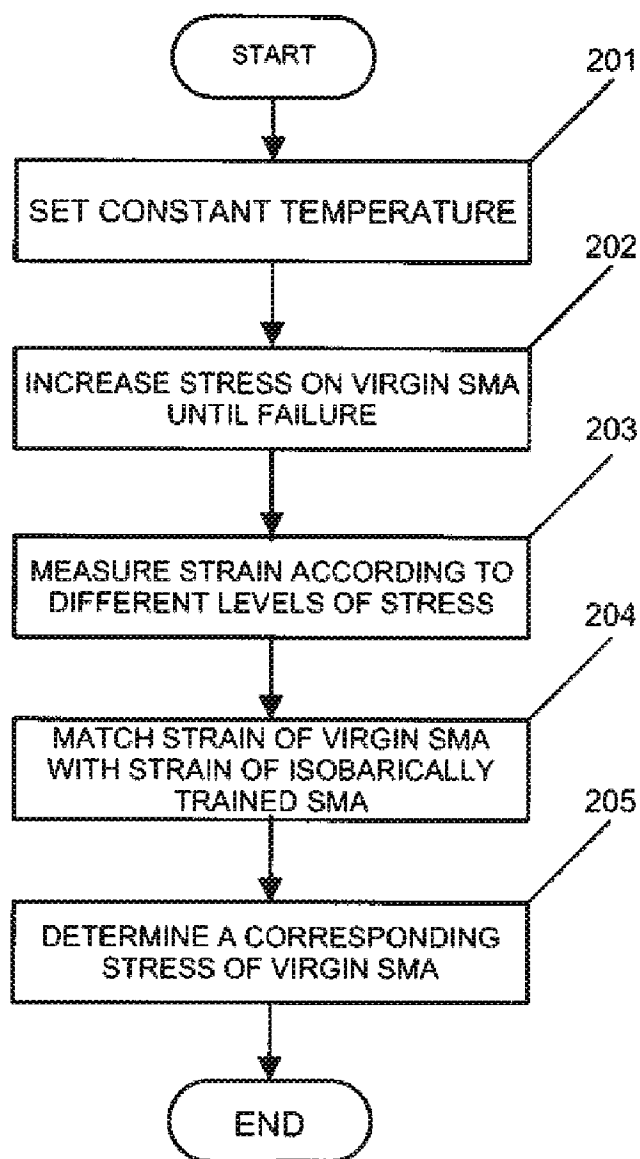 START
201
SET CONSTANT TEMPERATURE
202
INCREASE STRESS ON VIRGIN SMA
UNTIL FAILURE
203
MEASURE STRAIN ACCORDING TO
DIFFERENT LEVELS OF STRESS
204
MATCH STRAIN OF VIRGIN SMA
WITH STRAIN OF ISOBARICALLY
TRAINED SMA
205
DETERMINE A CORRESPONDING
STRESS OF VIRGIN SMA
END